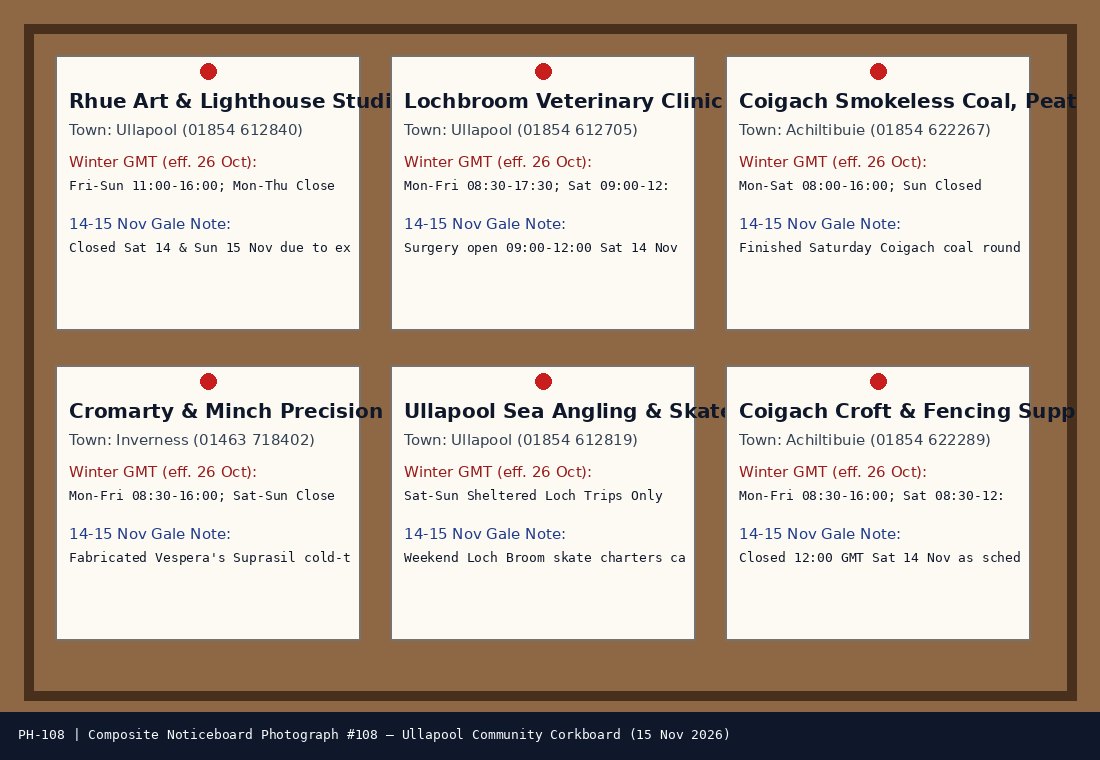 Rhue Art & Lighthouse Studi
Town: Ullapool (01854 612840)
Winter GMT (eff. 26 Oct):
Fri-Sun 11:00-16:00; Mon-Thu Close
14-15 Nov Gale Note:
Closed Sat 14 & Sun 15 Nov due to ex
Lochbroom Veterinary Clinic
Town: Ullapool (01854 612705)
Winter GMT (eff. 26 Oct):
Mon-Fri 08:30-17:30; Sat 09:00-12:
14-15 Nov Gale Note:
Surgery open 09:00-12:00 Sat 14 Nov
Coigach Smokeless Coal, Peat
Town: Achiltibuie (01854 622267)
Winter GMT (eff. 26 Oct):
Mon-Sat 08:00-16:00; Sun Closed
14-15 Nov Gale Note:
Finished Saturday Coigach coal round
Cromarty & Minch Precision
Town: Inverness (01463 718402)
Winter GMT (eff. 26 Oct):
Mon-Fri 08:30-16:00; Sat-Sun Close
14-15 Nov Gale Note:
Fabricated Vespera's Suprasil cold-t
Ullapool Sea Angling & Skate
Town: Ullapool (01854 612819)
Winter GMT (eff. 26 Oct):
Sat-Sun Sheltered Loch Trips Only
14-15 Nov Gale Note:
Weekend Loch Broom skate charters ca
Coigach Croft & Fencing Supp
Town: Achiltibuie (01854 622289)
Winter GMT (eff. 26 Oct):
Mon-Fri 08:30-16:00; Sat 08:30-12:
14-15 Nov Gale Note:
Closed 12:00 GMT Sat 14 Nov as sched
PH-108 | Composite Noticeboard Photograph #108 — Ullapool Community Corkboard (15 Nov 2026)